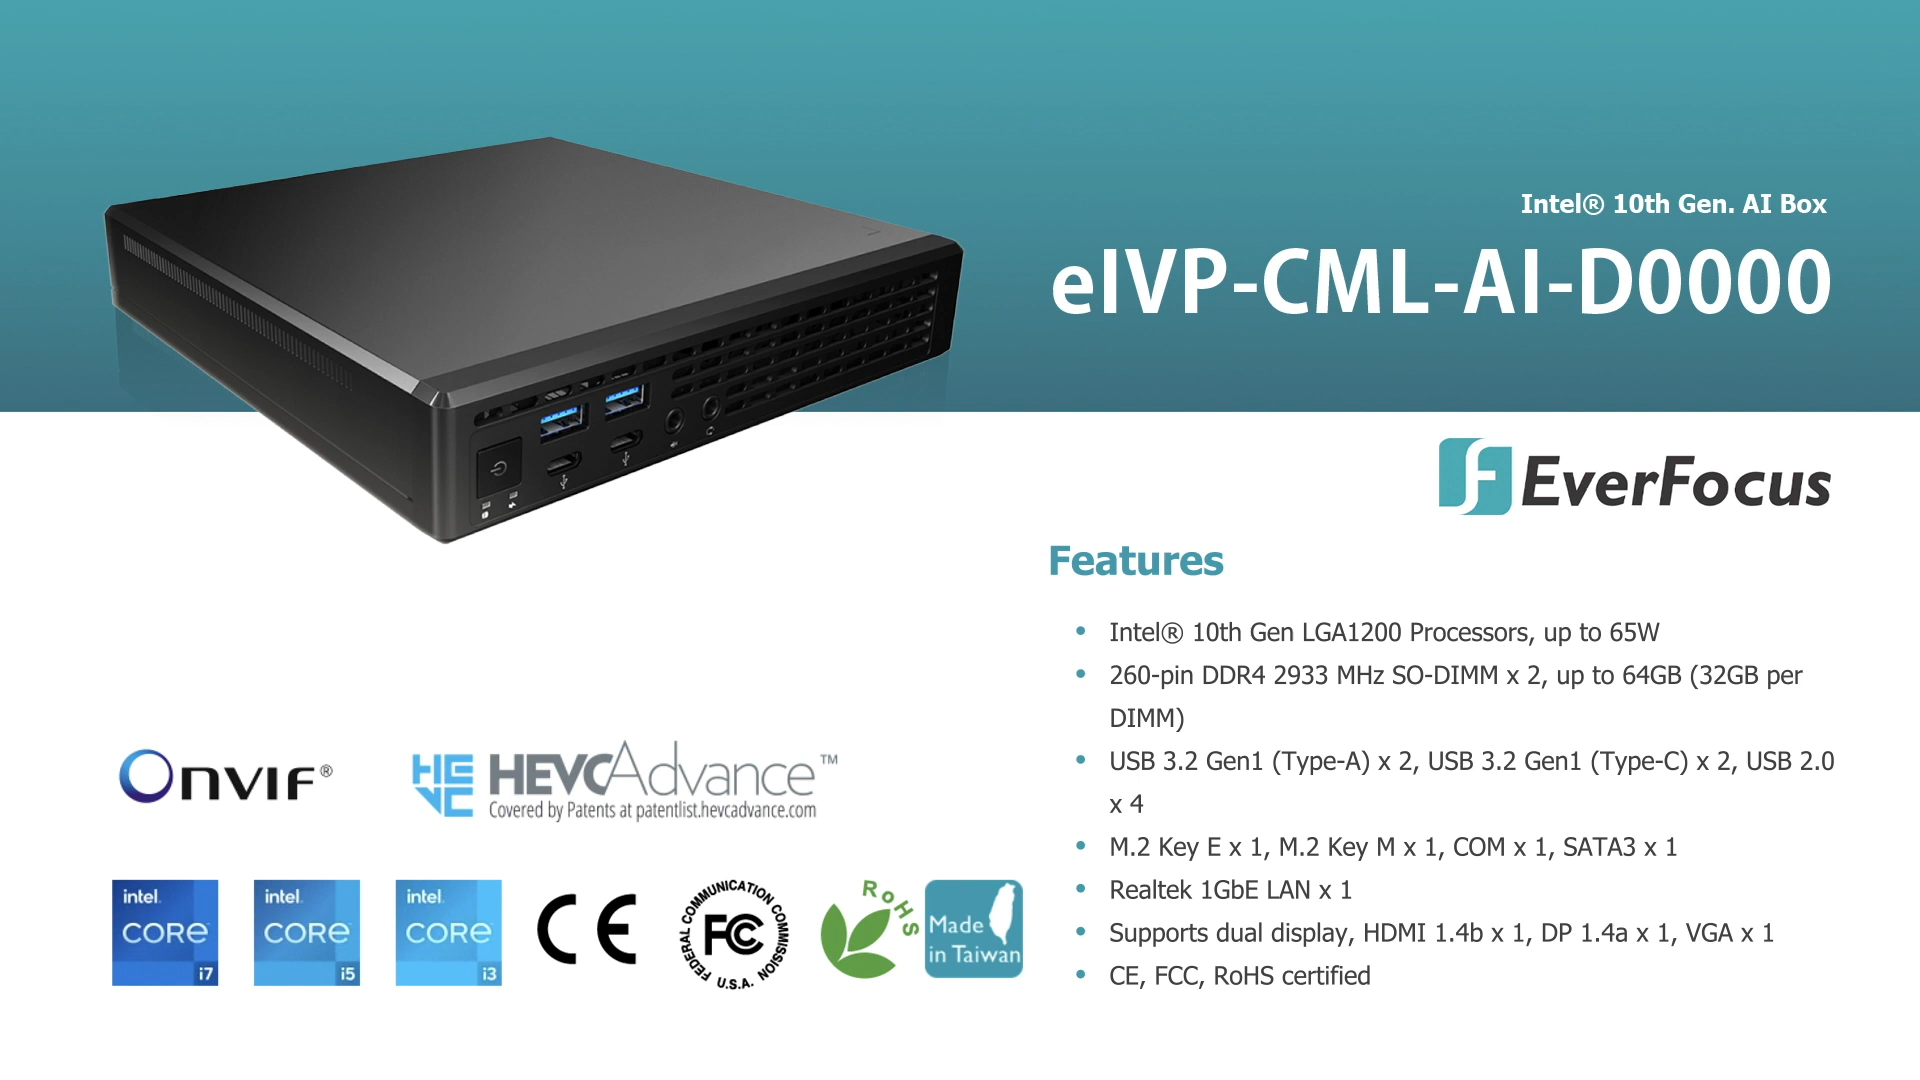 Intel® 10th Gen. AI Box
eIVP-CML-AI-D0000
EverFocus
Features
• Intel® 10th Gen LGA1200 Processors, up to 65W
• 260-pin DDR4 2933 MHz SO-DIMM x 2, up to 64GB (32GB per
DIMM)
• USB 3.2 Gen1 (Type-A) x 2, USB 3.2 Gen1 (Type-C) x 2, USB 2.0
x 4
• M.2 Key E x 1, M.2 Key M x 1, COM x 1, SATA3 x 1
• Realtek 1GbE LAN x 1
• Supports dual display, HDMI 1.4b x 1, DP 1.4a x 1, VGA x 1
• CE, FCC, RoHS certified
ONVIF®
HEVC HEVCAdvance™
Covered by Patents at patentlist.hevcadvance.com
intel.
CORE™
i7
intel.
CORE™
i5
intel.
CORE™
i3
CE
FEDERAL COMMUNICATION COMMISSION
FC
U.S.A.
RoHS
Made
in Taiwan